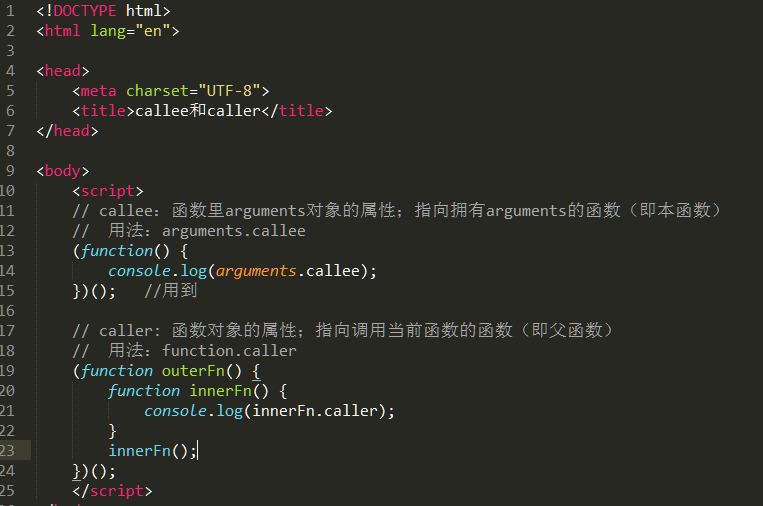 1 <!DOCTYPE html>
2 <html lang="en">
3
4 <head>
5     <meta charset="UTF-8">
6     <title>callee和caller</title>
7 </head>
8
9 <body>
10     <script>
11     // callee: 函数里arguments对象的属性；指向拥有arguments的函数（即本函数）
12     //  用法：arguments.callee
13     (function() {
14         console.log(arguments.callee);
15     })();   //用到
16
17     // caller: 函数对象的属性；指向调用当前函数的函数（即父函数）
18     //  用法：function.caller
19     (function outerFn() {
20         function innerFn() {
21             console.log(innerFn.caller);
22         }
23         innerFn();
24     })();
25     </script>